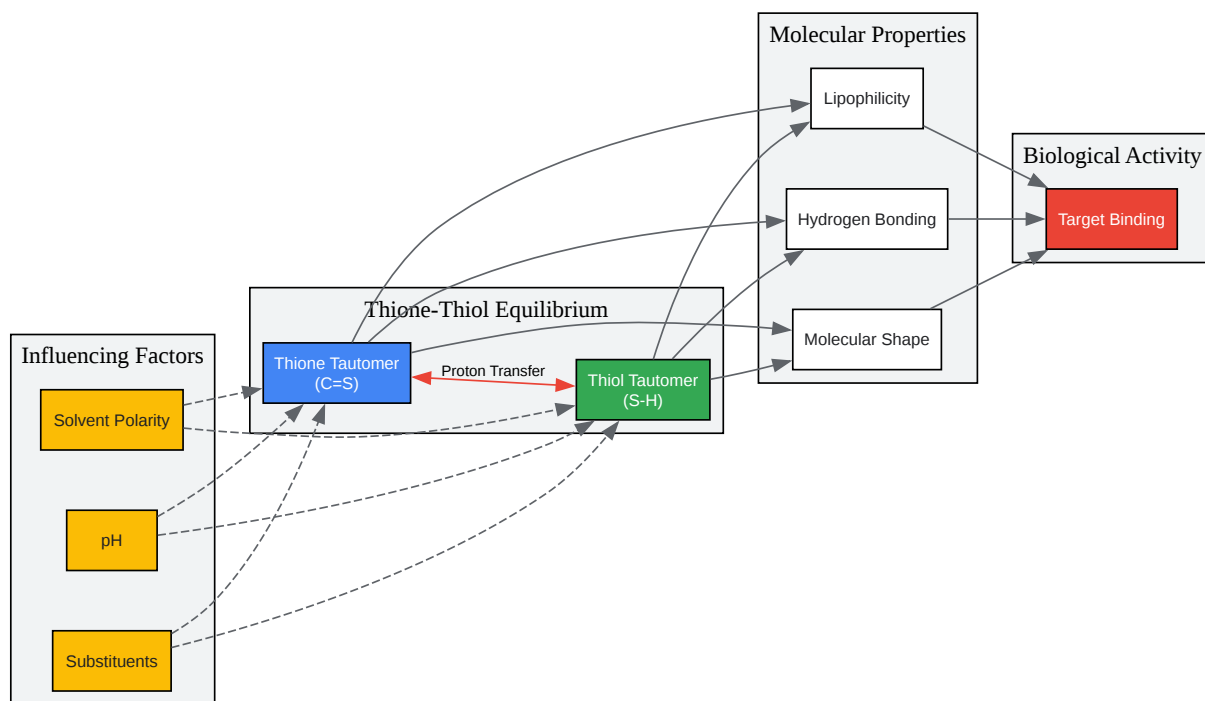 Influencing Factors
Solvent Polarity
pH
Substituents
Thione-Thiol Equilibrium
Thione Tautomer
(C=S)
Proton Transfer
Thiol Tautomer
(S-H)
Molecular Properties
Lipophilicity
Hydrogen Bonding
Molecular Shape
Biological Activity
Target Binding